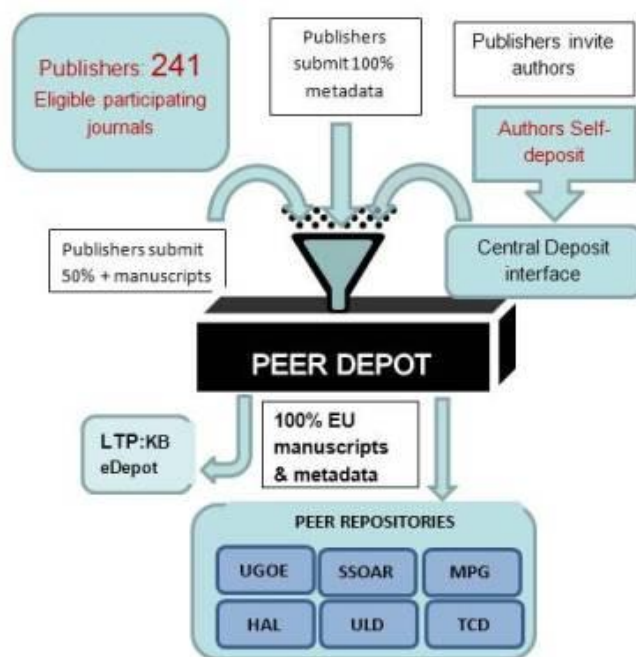 Publishers: 241
Eligible participating
journals
Publishers
submit 100%
metadata
Publishers invite
authors
Authors Self-
deposit
Publishers submit
50% + manuscripts
Central Deposit
interface
PEER DEPOT
LTP:KB
eDepot
100% EU
manuscripts
& metadata
PEER REPOSITORIES
UGOE
SSOAR
MPG
HAL
ULD
TCD